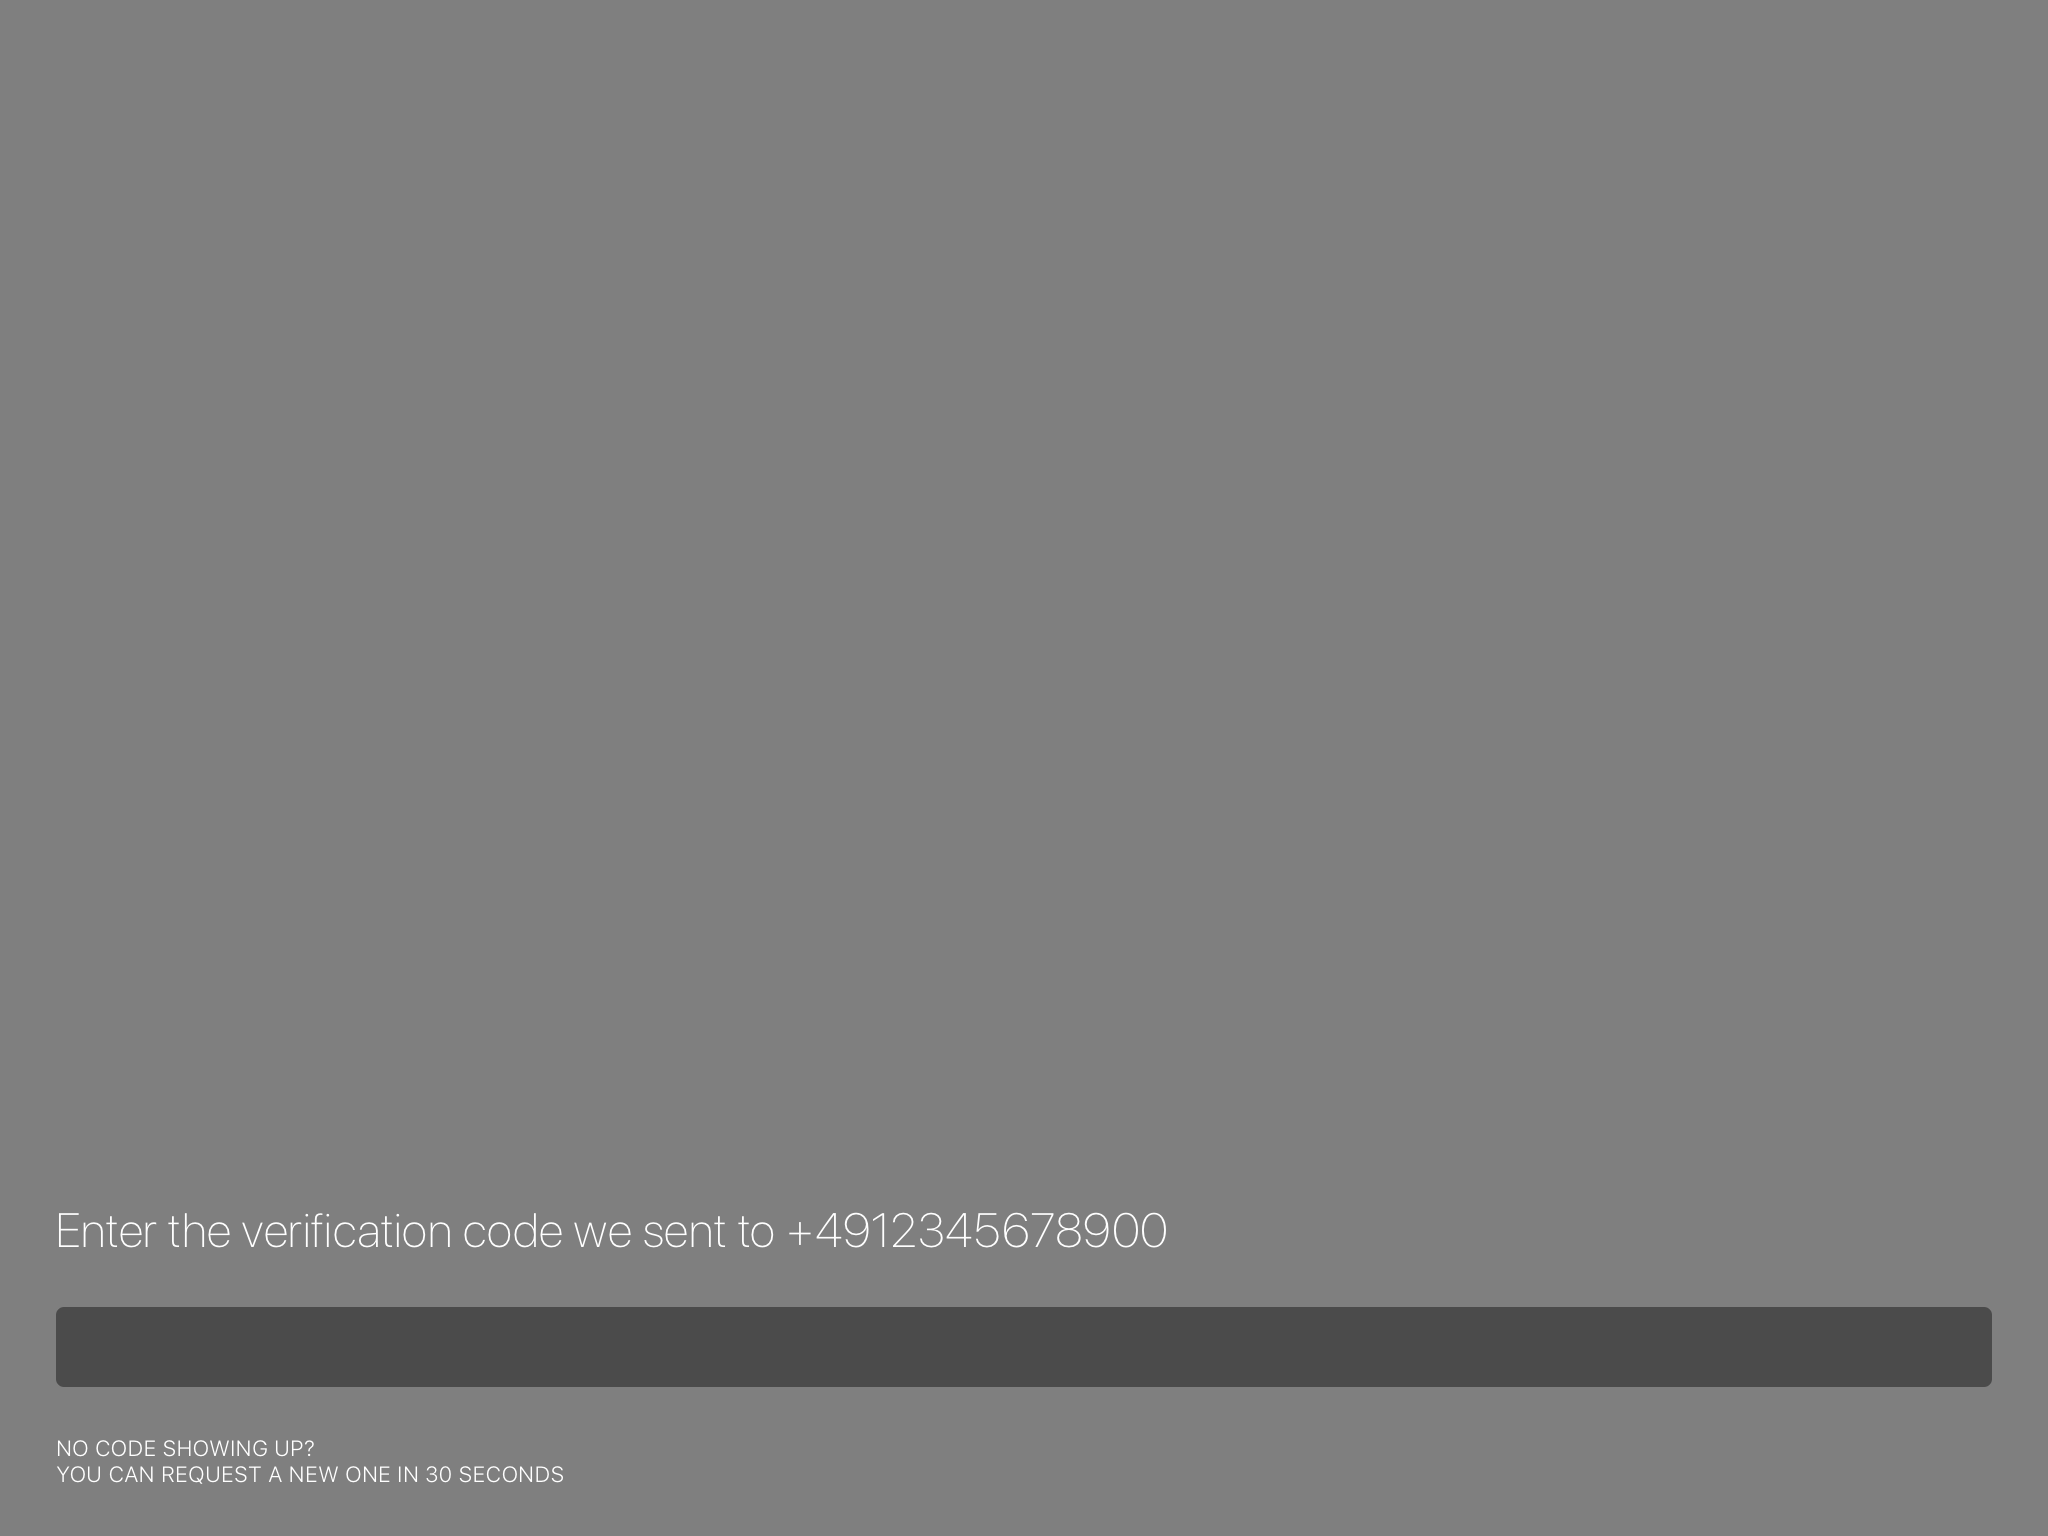 Enter the verification code we sent to +4912345678900
NO CODE SHOWING UP?
YOU CAN REQUEST A NEW ONE IN 30 SECONDS